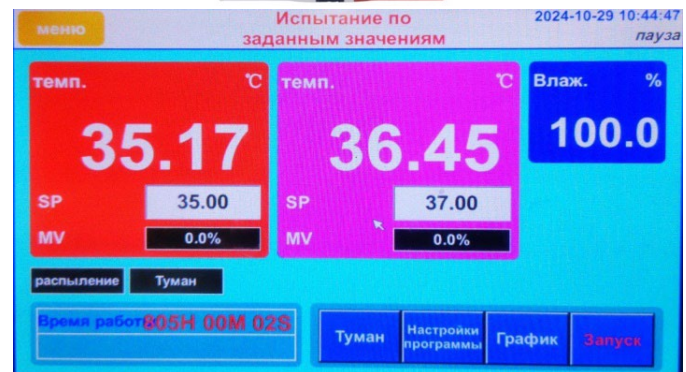 меню
Испытание по
заданным значениям
2024-10-29 10:44:47
пауза
темп. °C
35.17
SP 35.00
MV 0.0%
темп. °C
36.45
SP 37.00
MV 0.0%
Влаж. %
100.0
распыление Туман
Время работы 805H 00M 02S
Туман
Настройки
программы
График
Запуск